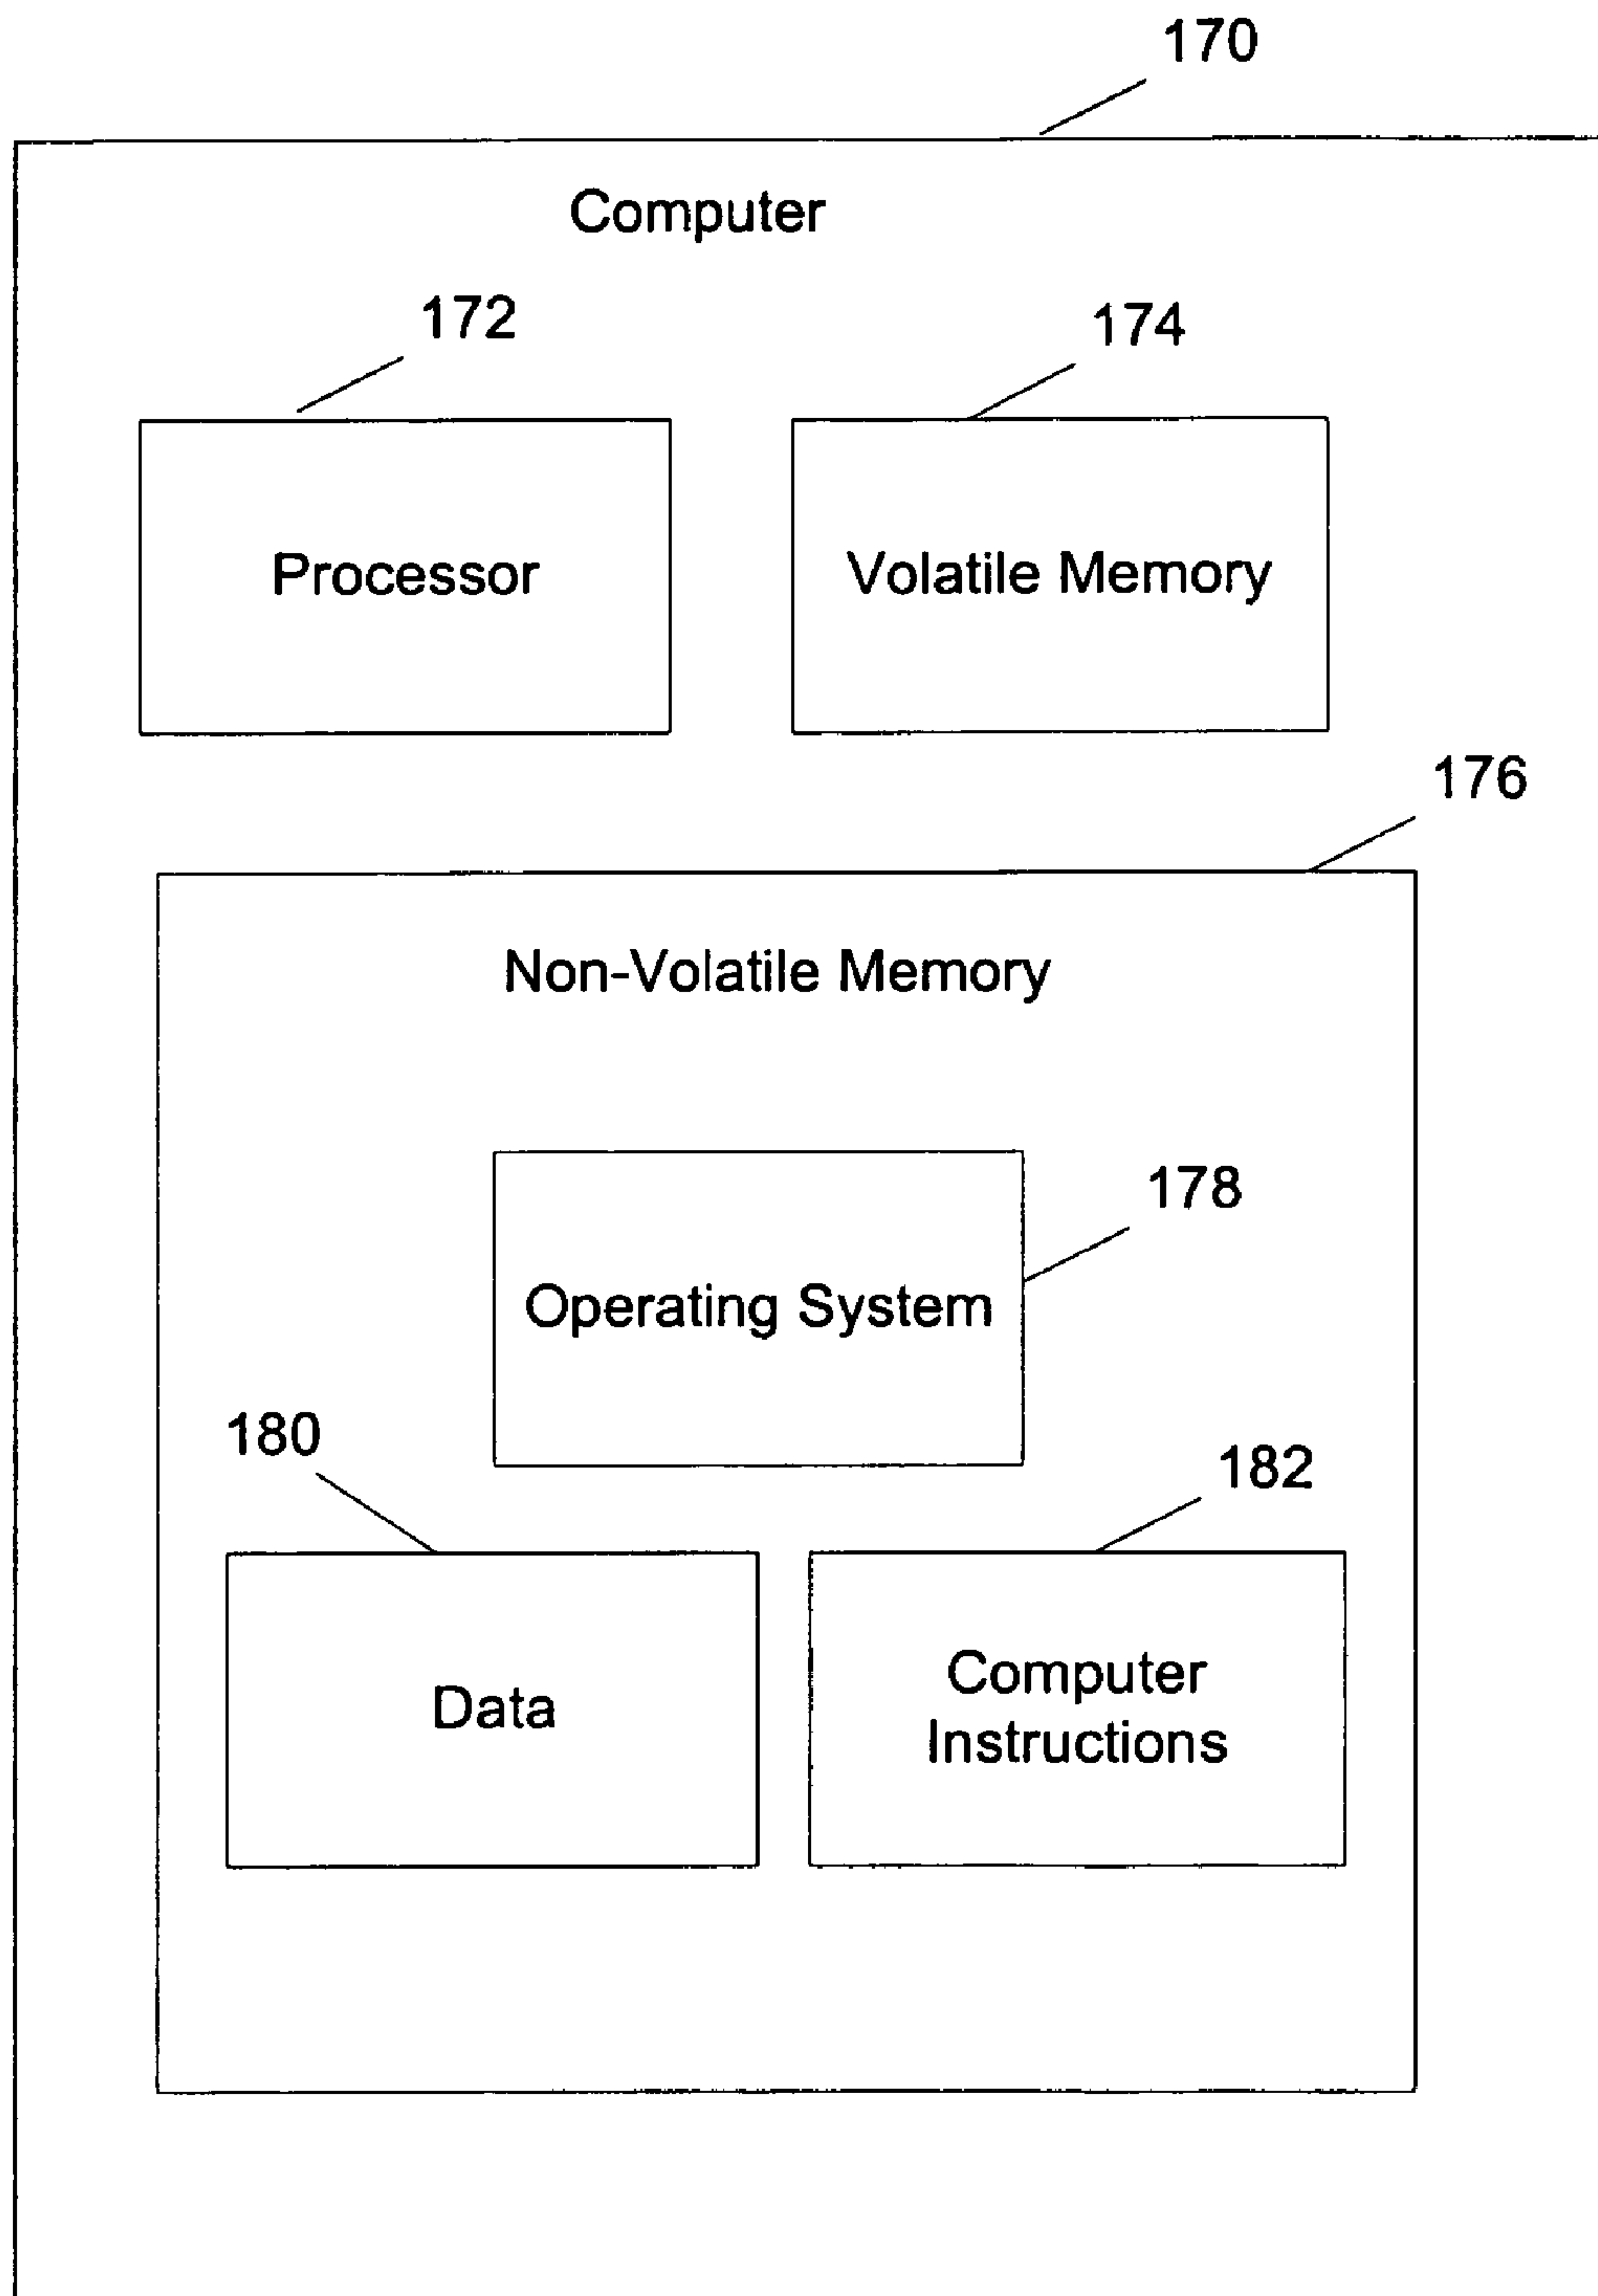 170
Computer
172
174
Processor
Volatile Memory
176
Non-Volatile Memory
178
Operating System
180
182
Data
Computer
Instructions